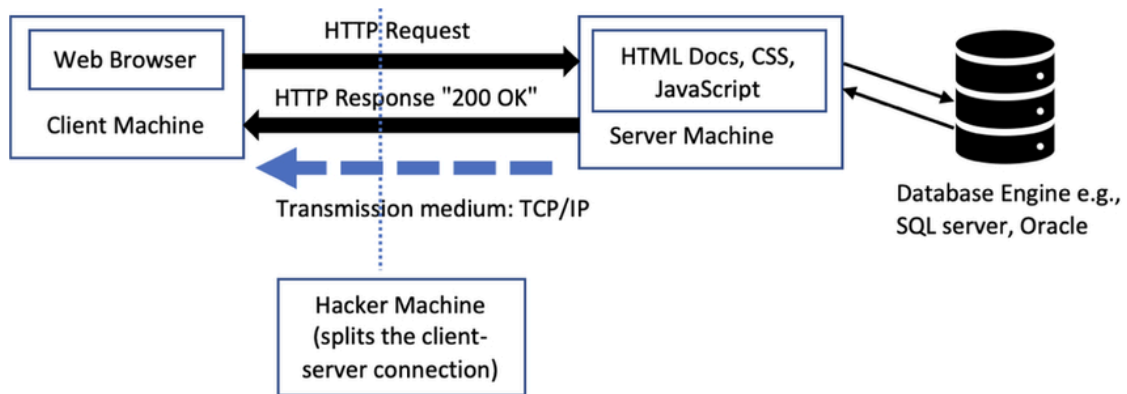 HTTP Request
Web Browser
HTTP Response "200 OK"
Client Machine
HTML Docs, CSS,
JavaScript
Server Machine
Transmission medium: TCP/IP
Database Engine e.g.,
SQL server, Oracle
Hacker Machine
(splits the client-
server connection)